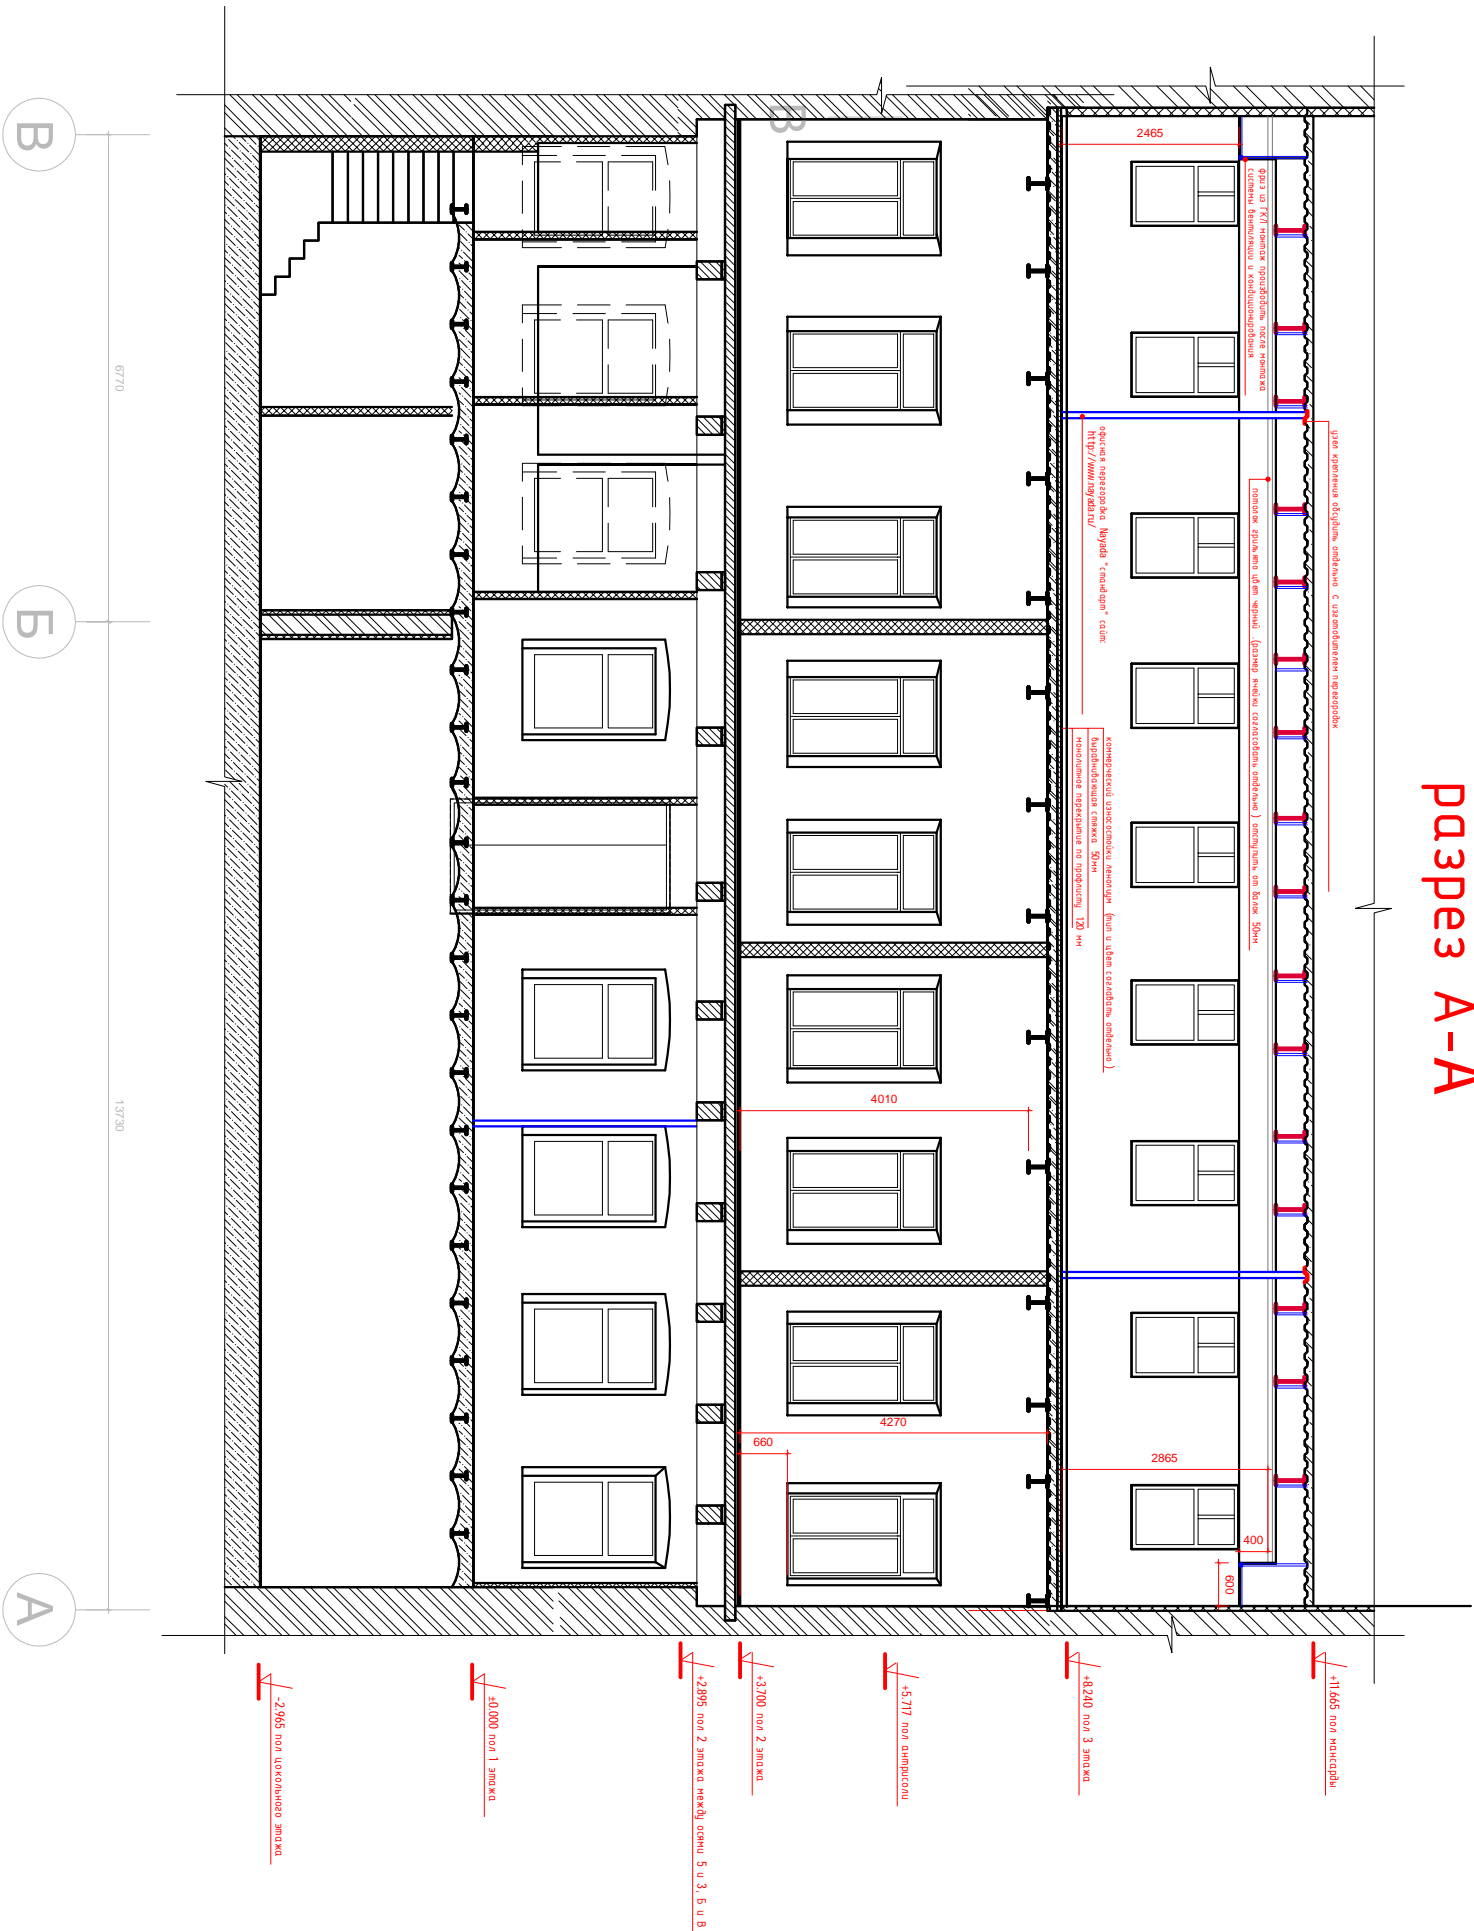 разрез А-А
узел крепления обсудить отдельно с изготовителем перегородок
потолок грильято цвет черный .(размер ячейки согласовать отдельно) отступить от балок 50мм
фриз из ГКЛ монтаж производить после монтажа
системы вентиляции и кондиционирования
офисная перегородка Nayada "стандарт" сайт:
http://www.nayada.ru/
коммерческий износостойки ленолиум (тип и цвет согладвать отдельно)
выравнивающая стяжка 50мм
монолитное перекрытие по профлисту 120 мм
2465
4010
4270
660
2865
400
600
В
В
Б
А
6770
13730
+11.665 пол мансарды
+8.240 пол 3 этажа
+5.717 пол антрисоли
+3.700 пол 2 этажа
+2.895 пол 2 этажа между осями 5 и 3, Б и В
±0.000 пол 1 этажа
-2.965 пол цокольного этажа